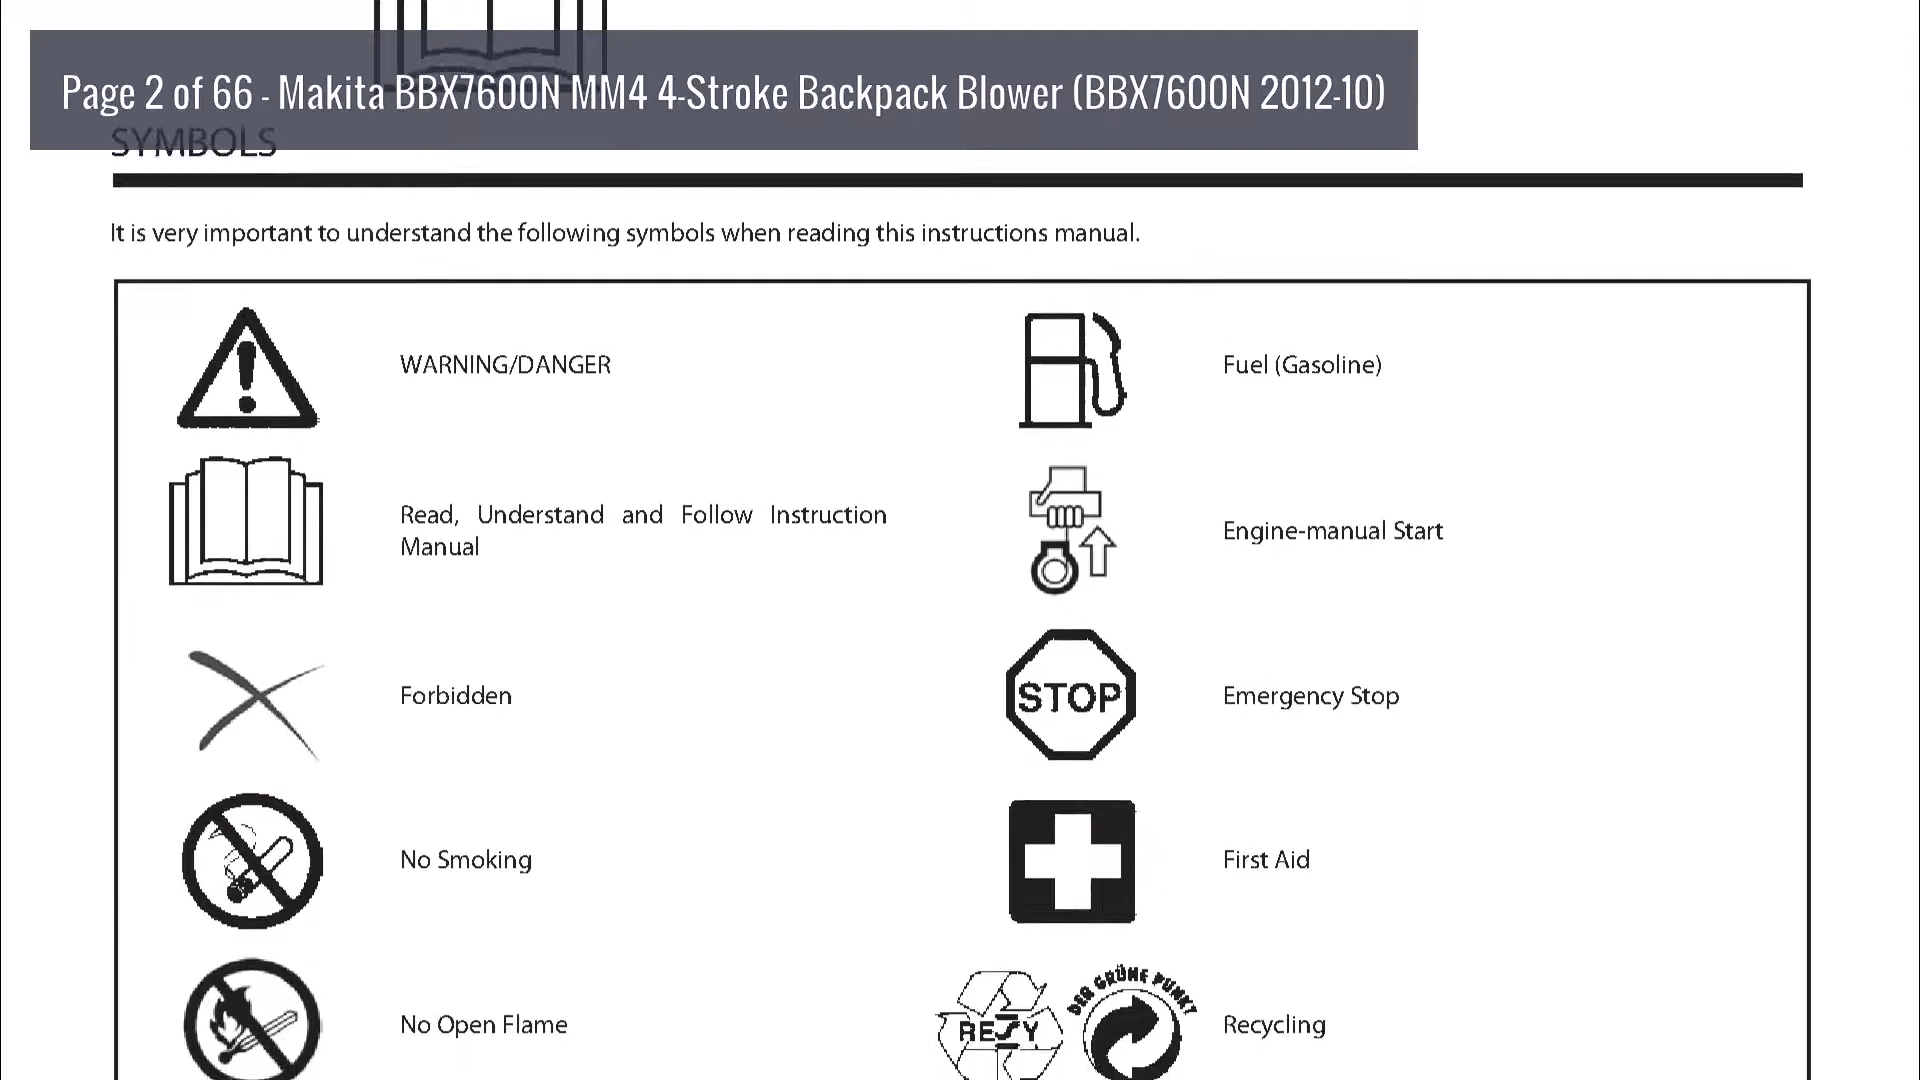 Page 2 of 66 - Makita BBX7600N MM4 4-Stroke Backpack Blower (BBX7600N 2012-10)
SYMBOLS
It is very important to understand the following symbols when reading this instructions manual.
WARNING/DANGER
Fuel (Gasoline)
Read, Understand and Follow Instruction
Manual
Engine-manual Start
Forbidden
STOP
Emergency Stop
No Smoking
First Aid
No Open Flame
RESY
DER GRÜNE PUNKT
Recycling